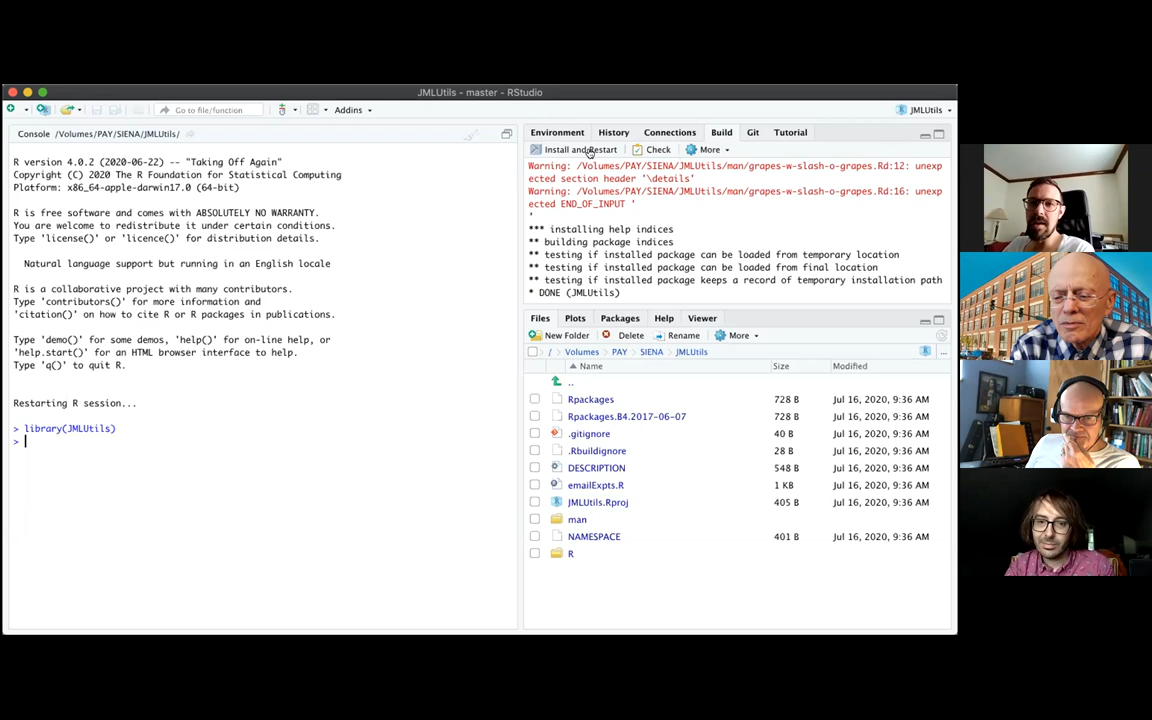 JMLUtils - master - RStudio
Go to file/function
Addins
JMLUtils
Console /Volumes/PAY/SIENA/JMLUtils/
R version 4.0.2 (2020-06-22) -- "Taking Off Again"
Copyright (C) 2020 The R Foundation for Statistical Computing
Platform: x86_64-apple-darwin17.0 (64-bit)
R is free software and comes with ABSOLUTELY NO WARRANTY.
You are welcome to redistribute it under certain conditions.
Type 'license()' or 'licence()' for distribution details.
Natural language support but running in an English locale
R is a collaborative project with many contributors.
Type 'contributors()' for more information and
'citation()' on how to cite R or R packages in publications.
Type 'demo()' for some demos, 'help()' for on-line help, or
'help.start()' for an HTML browser interface to help.
Type 'q()' to quit R.
Restarting R session...
> library(JMLUtils)
>
Environment History Connections Build Git Tutorial
Install and Restart Check More
Warning: /Volumes/PAY/SIENA/JMLUtils/man/grapes-w-slash-o-grapes.Rd:12: unexp
ected section header '\details'
Warning: /Volumes/PAY/SIENA/JMLUtils/man/grapes-w-slash-o-grapes.Rd:16: unexp
ected END_OF_INPUT '
'
*** installing help indices
** building package indices
** testing if installed package can be loaded from temporary location
** testing if installed package can be loaded from final location
** testing if installed package keeps a record of temporary installation path
* DONE (JMLUtils)
Files Plots Packages Help Viewer
New Folder Delete Rename More
/ Volumes PAY SIENA JMLUtils ...
Name Size Modified
..
Rpackages 728 B Jul 16, 2020, 9:36 AM
Rpackages.B4.2017-06-07 728 B Jul 16, 2020, 9:36 AM
.gitignore 40 B Jul 16, 2020, 9:36 AM
.Rbuildignore 28 B Jul 16, 2020, 9:36 AM
DESCRIPTION 548 B Jul 16, 2020, 9:36 AM
emailExpts.R 1 KB Jul 16, 2020, 9:36 AM
JMLUtils.Rproj 405 B Jul 16, 2020, 9:36 AM
man
NAMESPACE 401 B Jul 16, 2020, 9:36 AM
R